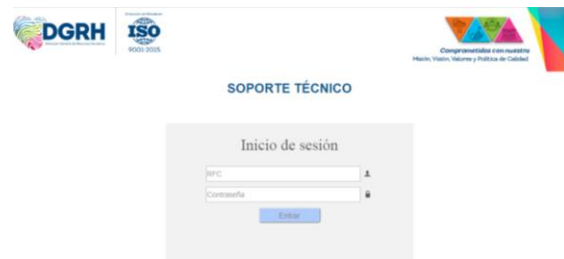 DGRH
ISO
9001:2015
Comprometidos con nuestra
Misión, Visión, Valores y Política de Calidad
SOPORTE TÉCNICO
Inicio de sesión
RFC
Contraseña
Entrar